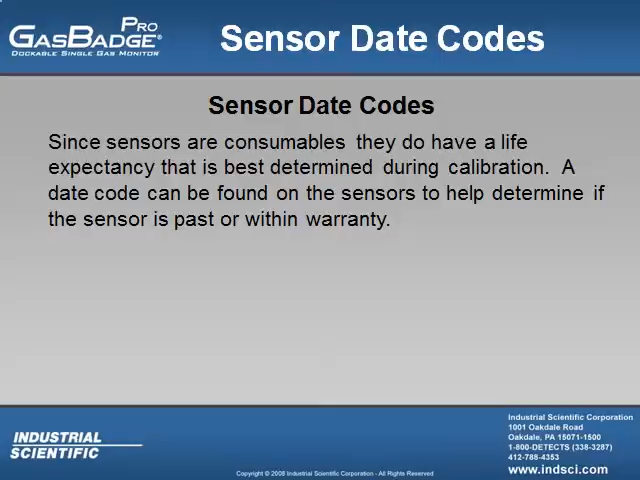 PRO
GASBADGE®
DOCKABLE SINGLE GAS MONITOR
Sensor Date Codes
Sensor Date Codes
Since sensors are consumables they do have a life
expectancy that is best determined during calibration. A
date code can be found on the sensors to help determine if
the sensor is past or within warranty.
INDUSTRIAL
SCIENTIFIC
Industrial Scientific Corporation
1001 Oakdale Road
Oakdale, PA 15071-1500
1-800-DETECTS (338-3287)
412-788-4353
www.indsci.com
Copyright © 2008 Industrial Scientific Corporation - All Rights Reserved